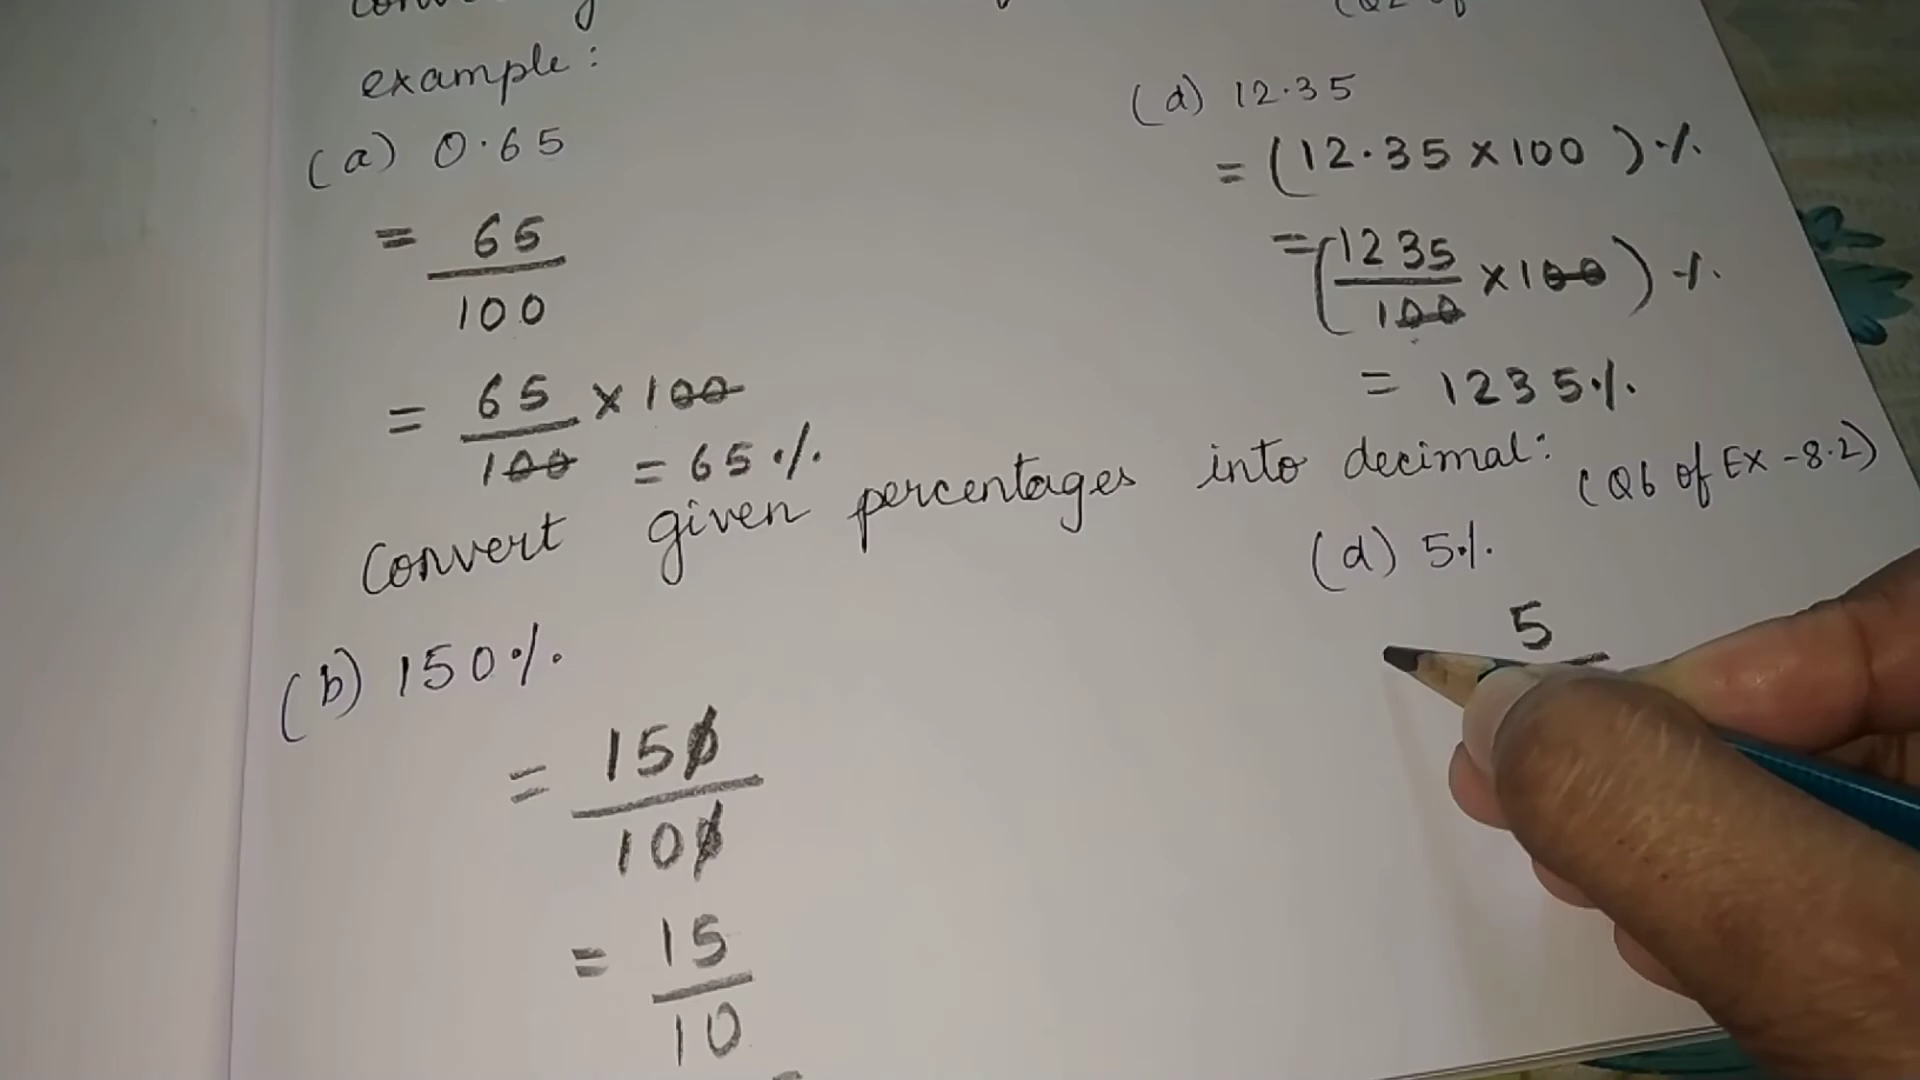 example:
(a) 0.65
= 65
100
= 65 × 100
100 = 65%
(d) 12.35
= (12.35 × 100) %
= (1235 × 100) %
100
= 1235%
Convert given percentages into decimal: (Q6 of Ex-8.2)
(b) 150%
= 150
100
= 15
10
(d) 5%
5